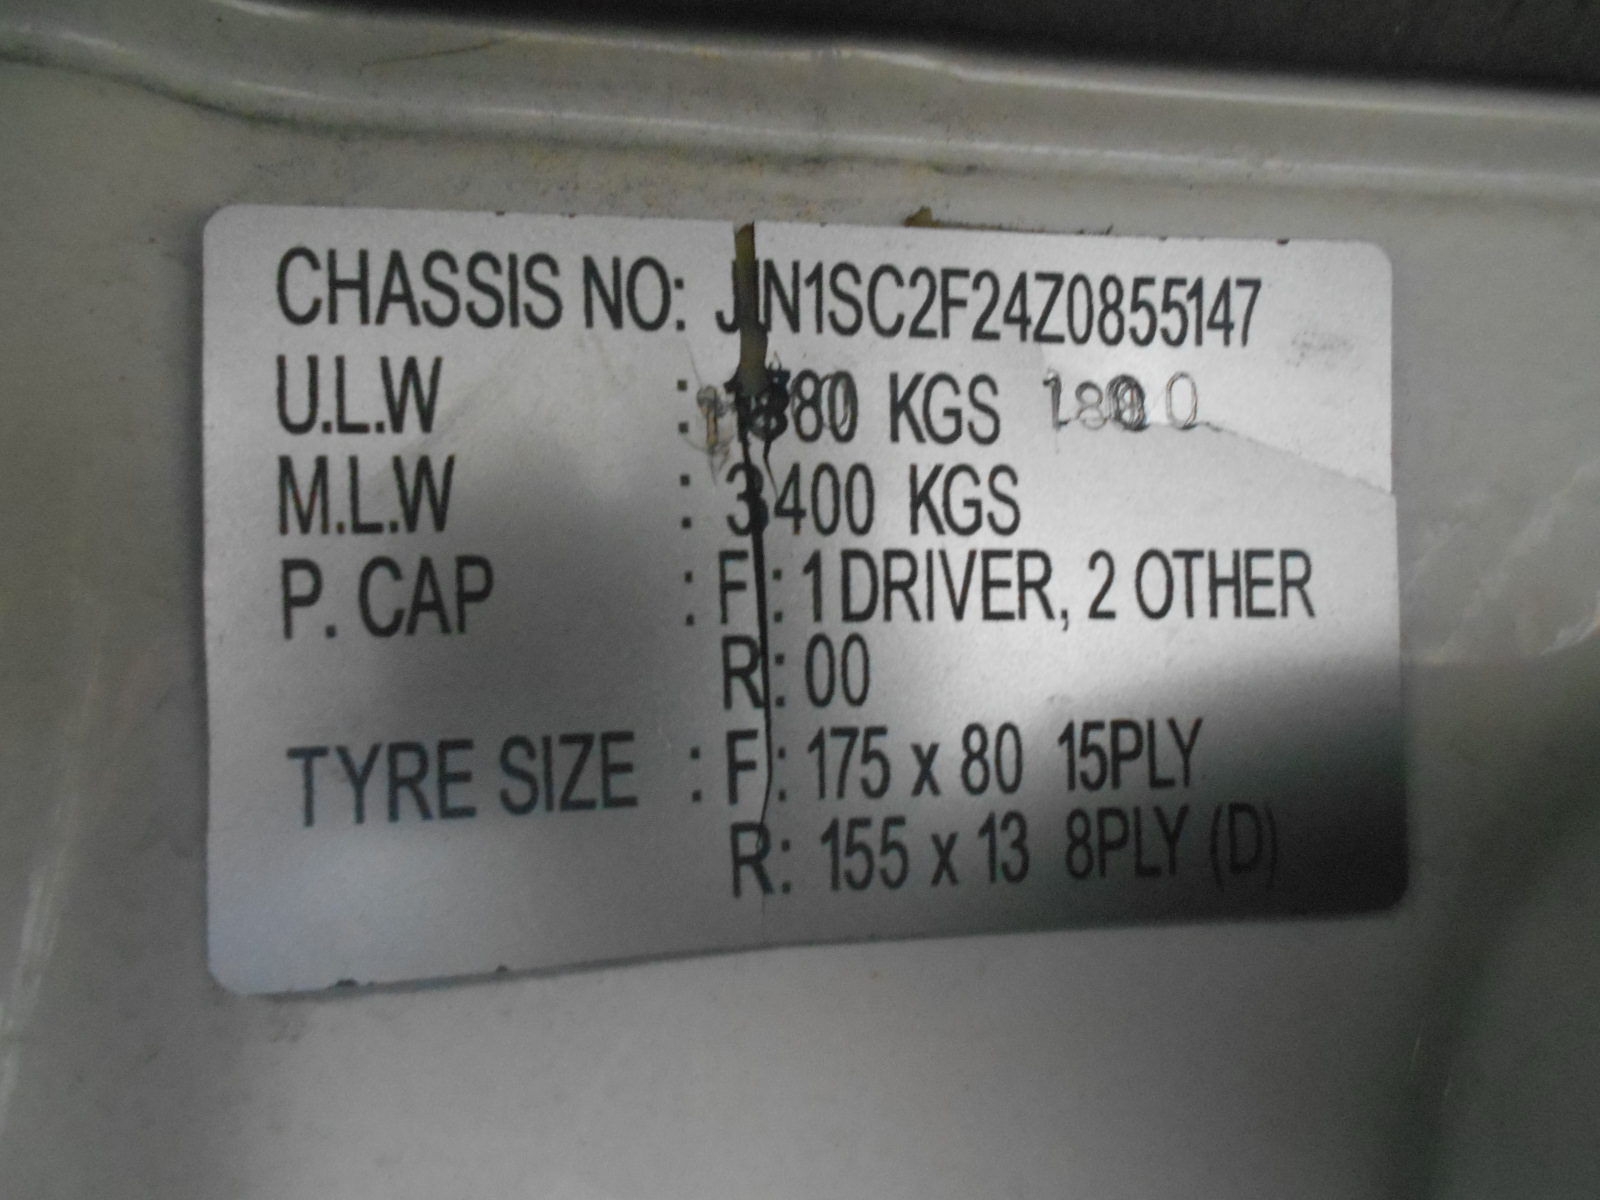 CHASSIS NO: JN1SC2F24Z0855147
U.L.W : KGS
M.L.W : 3400 KGS
P. CAP : F: 1 DRIVER, 2 OTHER
R: 00
TYRE SIZE : F: 175 x 80 15PLY
R: 155 x 13 8PLY (D)